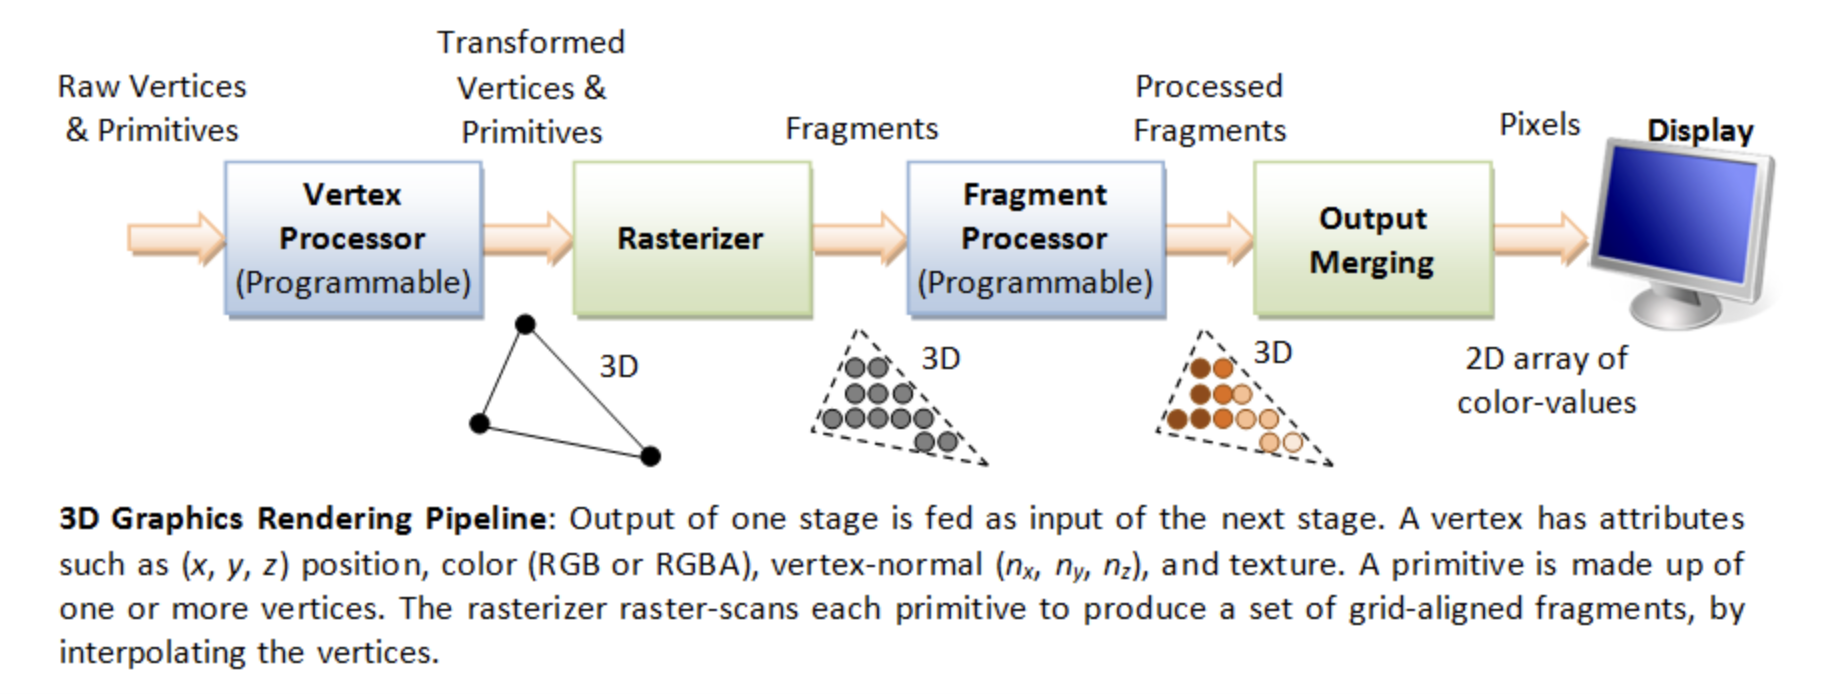 Raw Vertices
& Primitives
Transformed
Vertices &
Primitives
Fragments
Processed
Fragments
Pixels
Display
Vertex
Processor
(Programmable)
Rasterizer
Fragment
Processor
(Programmable)
Output
Merging
3D
3D
3D
2D array of
color-values
3D Graphics Rendering Pipeline: Output of one stage is fed as input of the next stage. A vertex has attributes
such as (x, y, z) position, color (RGB or RGBA), vertex-normal (nx, ny, nz), and texture. A primitive is made up of
one or more vertices. The rasterizer raster-scans each primitive to produce a set of grid-aligned fragments, by
interpolating the vertices.